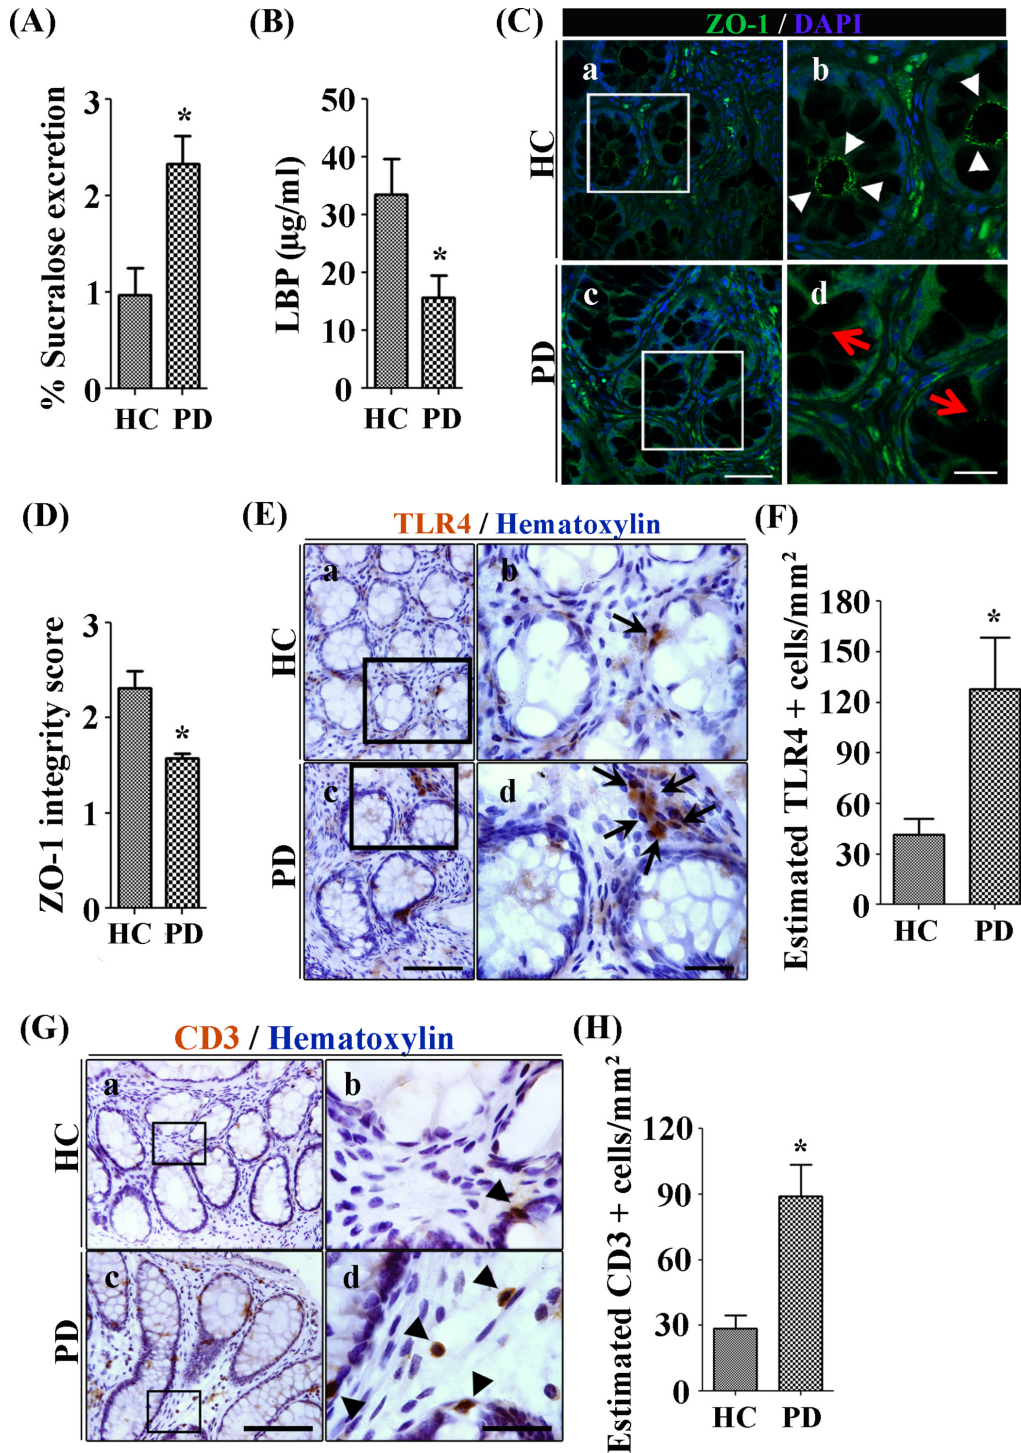 (A)
% Sucralose excretion
3
2
1
0
*
HC PD
(B)
LBP (µg/ml)
50
40
30
20
10
0
*
HC PD
(C)
ZO-1 / DAPI
HC
a
b
PD
c
d
(D)
ZO-1 integrity score
3
2
1
0
*
HC PD
(E)
TLR4 / Hematoxylin
HC
a
b
PD
c
d
(F)
Estimated TLR4 + cells/mm²
180
150
120
90
60
30
0
*
HC PD
(G)
CD3 / Hematoxylin
HC
a
b
PD
c
d
(H)
Estimated CD3 + cells/mm²
120
90
60
30
0
*
HC PD